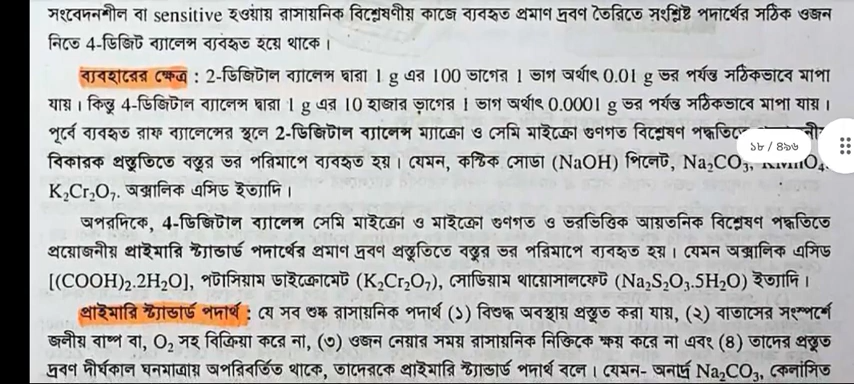 সংবেদনশীল বা sensitive হওয়ায় রাসায়নিক বিশ্লেষণীয় কাজে ব্যবহৃত প্রমাণ দ্রবণ তৈরিতে সংশ্লিষ্ট পদার্থের সঠিক ওজন
নিতে 4-ডিজিট ব্যালেন্স ব্যবহৃত হয়ে থাকে।
ব্যবহারের ক্ষেত্র : 2-ডিজিটাল ব্যালেন্স দ্বারা 1 g এর 100 ভাগের 1 ভাগ অর্থাৎ 0.01 g ভর পর্যন্ত সঠিকভাবে মাপা
যায়। কিন্তু 4-ডিজিটাল ব্যালেন্স দ্বারা 1 g এর 10 হাজার ভাগের 1 ভাগ অর্থাৎ 0.0001 g ভর পর্যন্ত সঠিকভাবে মাপা যায়।
পূর্বে ব্যবহৃত রাফ ব্যালেন্সের স্থলে 2-ডিজিটাল ব্যালেন্স ম্যাক্রো ও সেমি মাইক্রো গুণগত বিশ্লেষণ পদ্ধতিতে
১৮ / ৪৯৬
বিকারক প্রস্তুতিতে বস্তুর ভর পরিমাপে ব্যবহৃত হয়। যেমন, কস্টিক সোডা (NaOH) পিলেট, Na₂CO₃, KMnO₄,
K₂Cr₂O₇, অক্সালিক এসিড ইত্যাদি।
অপরদিকে, 4-ডিজিটাল ব্যালেন্স সেমি মাইক্রো ও মাইক্রো গুণগত ও ভরভিত্তিক আয়তনিক বিশ্লেষণ পদ্ধতিতে
প্রয়োজনীয় প্রাইমারি স্ট্যান্ডার্ড পদার্থের প্রমাণ দ্রবণ প্রস্তুতিতে বস্তুর ভর পরিমাপে ব্যবহৃত হয়। যেমন অক্সালিক এসিড
[(COOH)₂.2H₂O], পটাসিয়াম ডাইক্রোমেট (K₂Cr₂O₇), সোডিয়াম থায়োসালফেট (Na₂S₂O₃.5H₂O) ইত্যাদি।
প্রাইমারি স্ট্যান্ডার্ড পদার্থ : যে সব শুষ্ক রাসায়নিক পদার্থ (১) বিশুদ্ধ অবস্থায় প্রস্তুত করা যায়, (২) বাতাসের সংস্পর্শে
জলীয় বাষ্প বা, O₂ সহ বিক্রিয়া করে না, (৩) ওজন নেয়ার সময় রাসায়নিক নিক্তিকে ক্ষয় করে না এবং (৪) তাদের প্রস্তুত
দ্রবণ দীর্ঘকাল ঘনমাত্রায় অপরিবর্তিত থাকে, তাদেরকে প্রাইমারি স্ট্যান্ডার্ড পদার্থ বলে। যেমন- অনার্দ্র Na₂CO₃, কেলাসিত